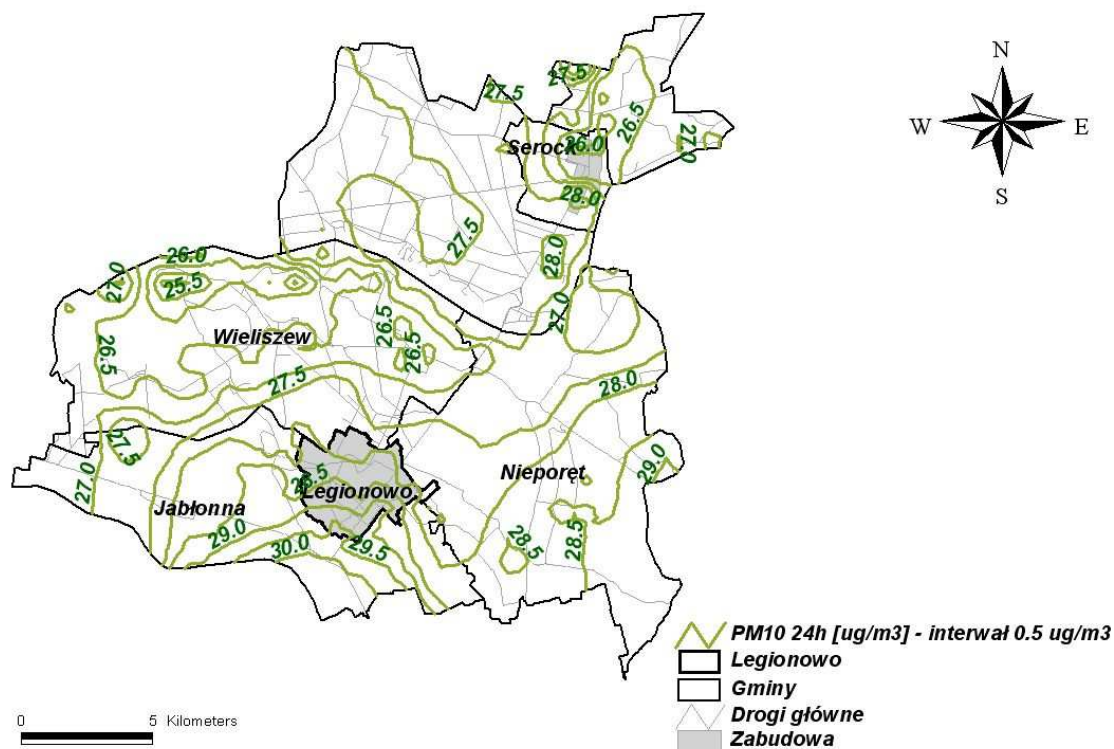 N
W E
S
27.5
27.5
26.5
Serock
26.0
27.0
28.0
27.5
28.0
26.0
27.0
25.5
27.0
26.5
Wieliszew
26.5
26.5
27.5
28.0
27.5
29.0
27.0
28.5
Nieporęt
Legionowo
Jabłonna
29.0
28.5
28.5
30.0
29.5
PM10 24h [ug/m3] - interwał 0.5 ug/m3
Legionowo
Gminy
Drogi główne
Zabudowa
0 5 Kilometers